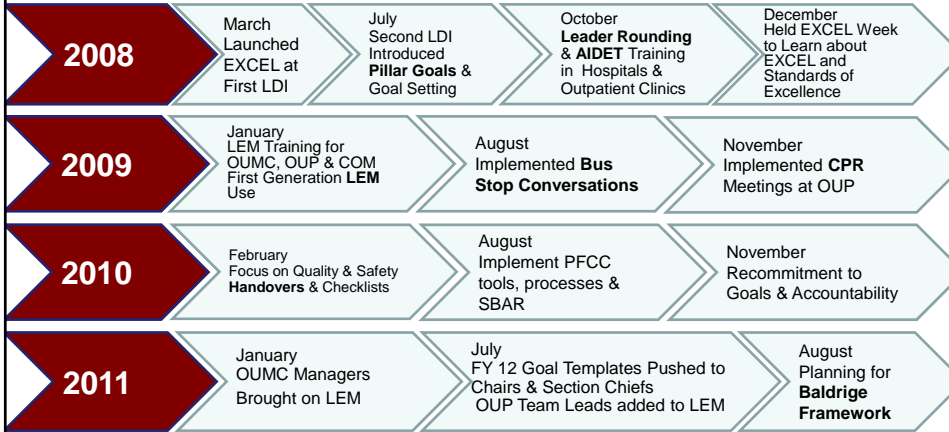 2008
March
Launched
EXCEL at
First LDI
July
Second LDI
Introduced
Pillar Goals &
Goal Setting
October
Leader Rounding
& AIDET Training
in Hospitals &
Outpatient Clinics
December
Held EXCEL Week
to Learn about
EXCEL and
Standards of
Excellence
2009
January
LEM Training for
OUMC, OUP & COM
First Generation LEM
Use
August
Implemented Bus
Stop Conversations
November
Implemented CPR
Meetings at OUP
2010
February
Focus on Quality & Safety
Handovers & Checklists
August
Implement PFCC
tools, processes &
SBAR
November
Recommitment to
Goals & Accountability
2011
January
OUMC Managers
Brought on LEM
July
FY 12 Goal Templates Pushed to
Chairs & Section Chiefs
OUP Team Leads added to LEM
August
Planning for
Baldrige
Framework